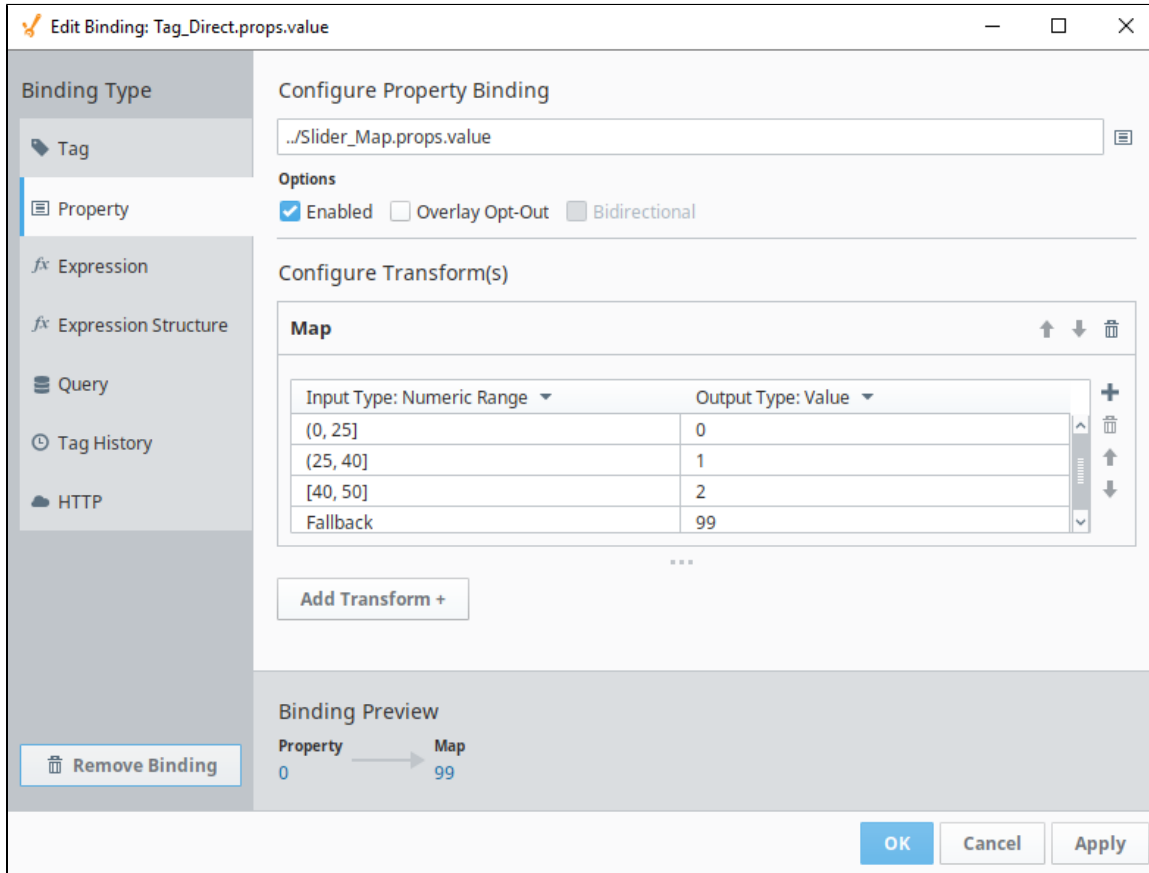 Edit Binding: Tag_Direct.props.value
Binding Type
Tag
Property
fx Expression
fx Expression Structure
Query
Tag History
HTTP
Remove Binding
Configure Property Binding
../Slider_Map.props.value
Options
Enabled Overlay Opt-Out Bidirectional
Configure Transform(s)
Map
Input Type: Numeric Range Output Type: Value
(0, 25] 0
(25, 40] 1
[40, 50] 2
Fallback 99
Add Transform +
Binding Preview
Property Map
0 99
OK Cancel Apply